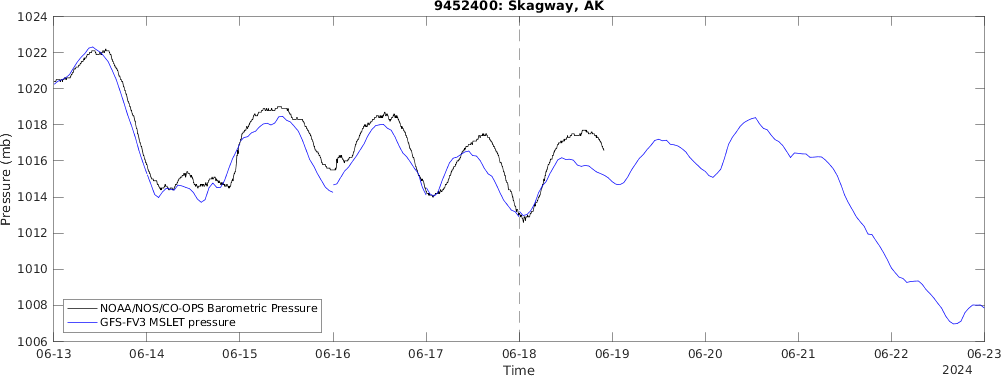 9452400: Skagway, AK
Pressure (mb)
1024
1022
1020
1018
1016
1014
1012
1010
1008
1006
NOAA/NOS/CO-OPS Barometric Pressure
GFS-FV3 MSLET pressure
06-13 06-14 06-15 06-16 06-17 06-18 06-19 06-20 06-21 06-22 06-23
Time
2024